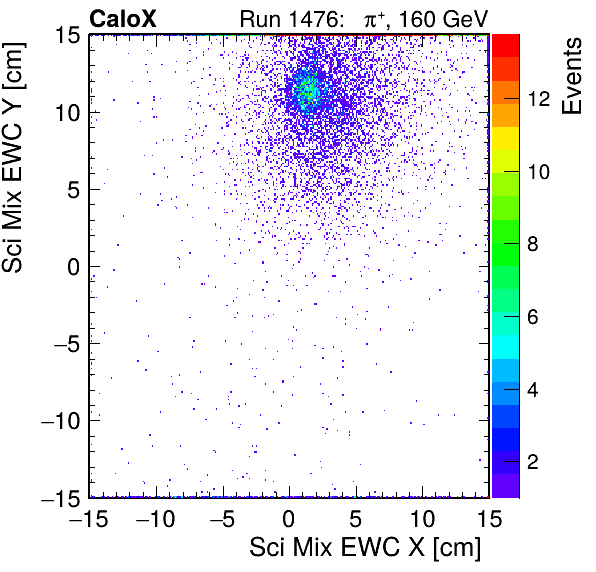 CaloX Run 1476: π⁺, 160 GeV
Sci Mix EWC Y [cm]
15
10
5
0
−5
−10
−15
−15 −10 −5 0 5 10 15
Sci Mix EWC X [cm]
Events
12
10
8
6
4
2